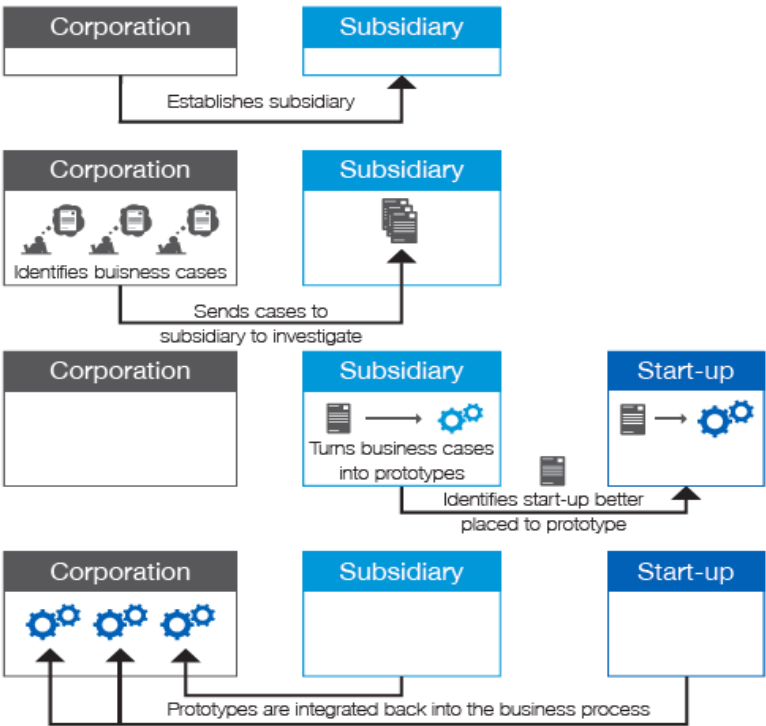 Corporation
Subsidiary
Establishes subsidiary
Corporation
Subsidiary
Identifies buisness cases
Sends cases to
subsidiary to investigate
Corporation
Subsidiary
Start-up
Turns business cases
into prototypes
Identifies start-up better
placed to prototype
Corporation
Subsidiary
Start-up
Prototypes are integrated back into the business process